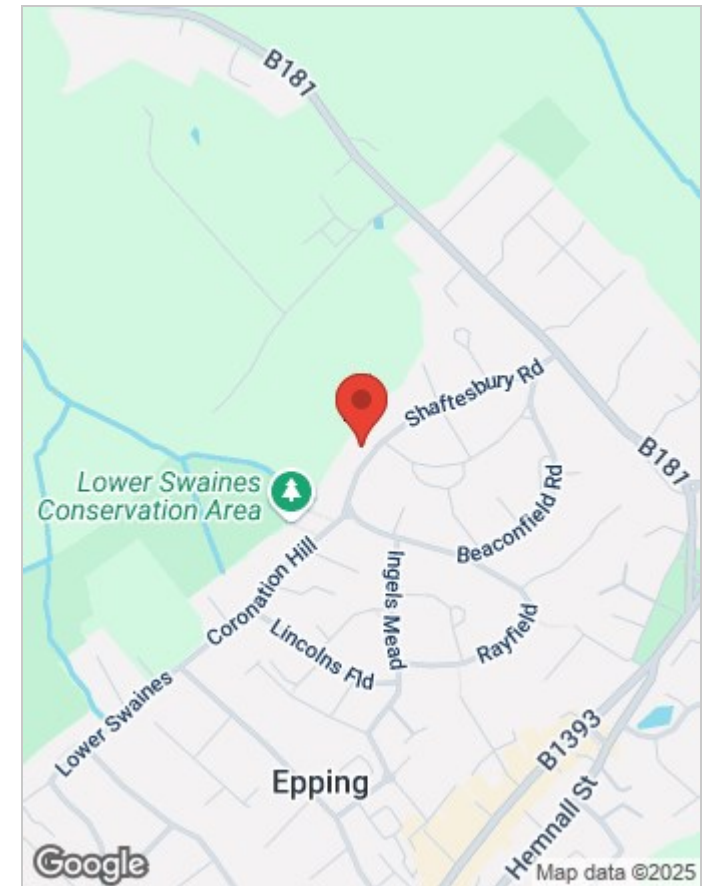 B181
Shaftesbury Rd
B181
Lower Swaines
Conservation Area
Beaconfield Rd
Coronation Hill
Ingels Mead
Rayfield
Lincolns Fld
Lower Swaines
B1393
Epping
Hemnall St
Google
Map data ©2025